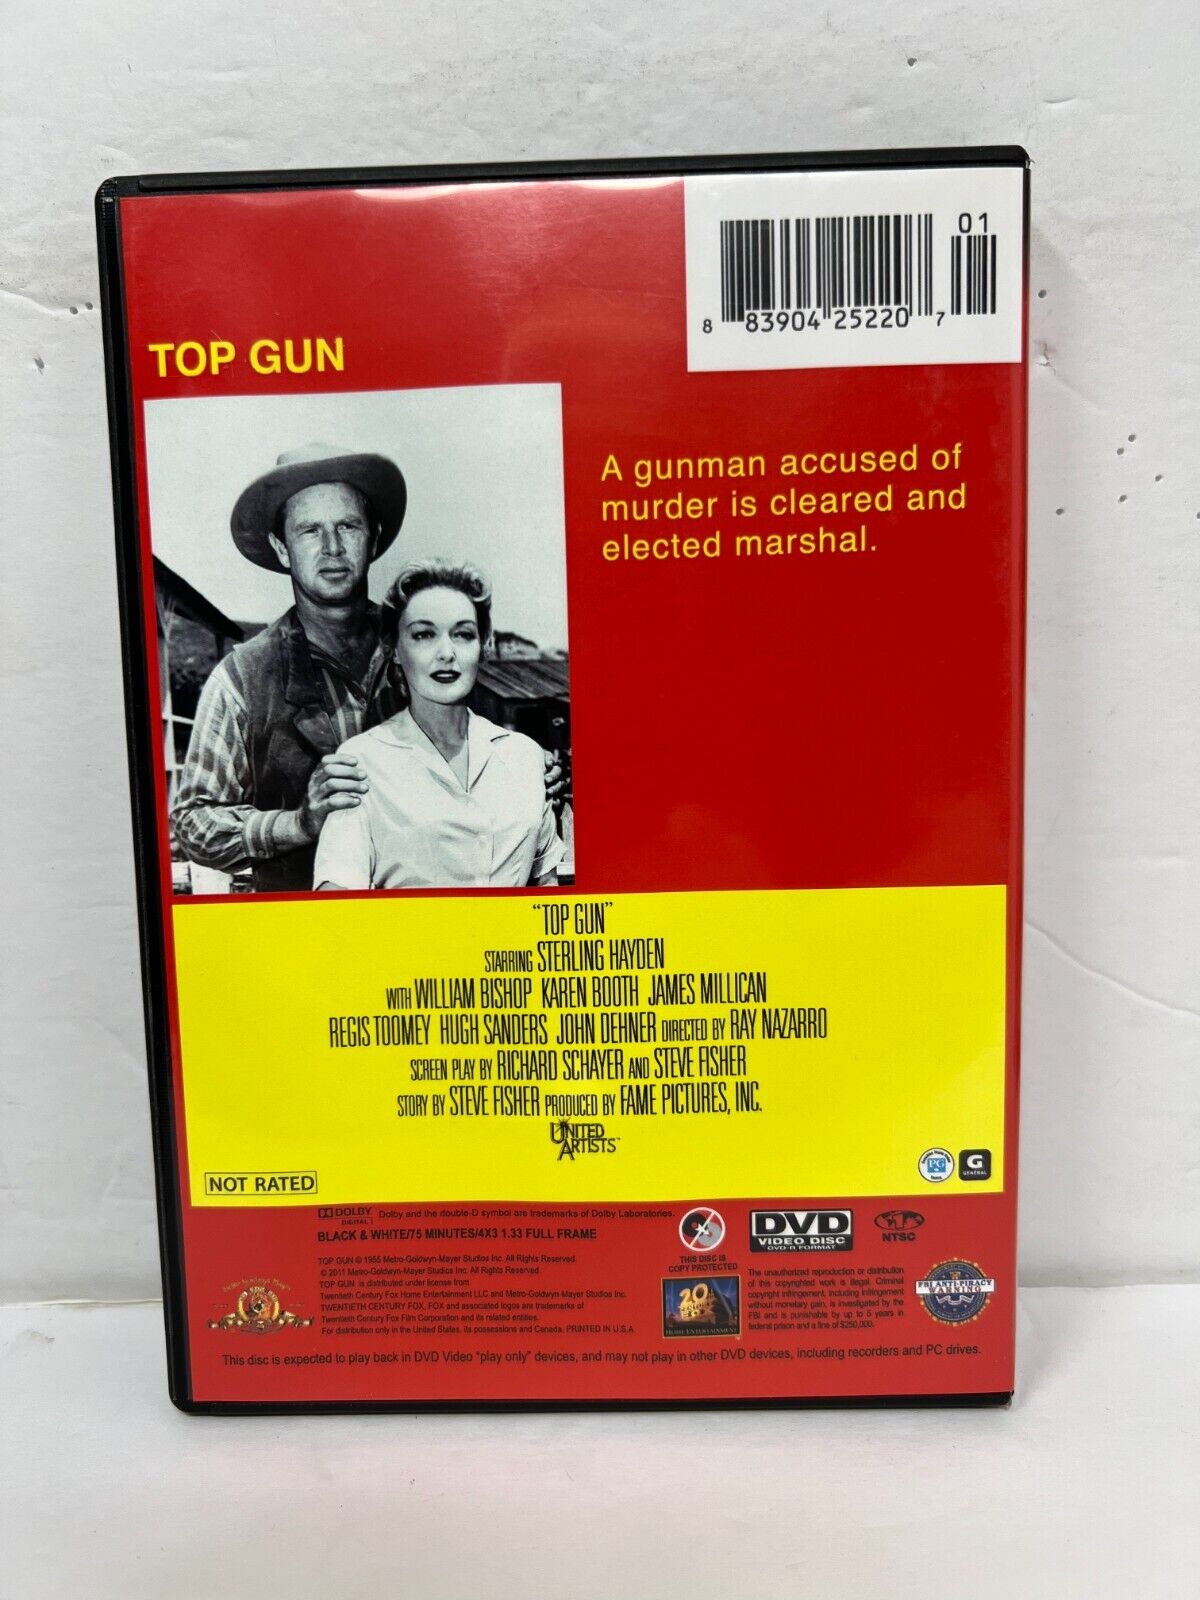 01
8 83904 25220 7
TOP GUN
A gunman accused of
murder is cleared and
elected marshal.
“TOP GUN”
STARRING STERLING HAYDEN
WITH WILLIAM BISHOP KAREN BOOTH JAMES MILLICAN
REGIS TOOMEY HUGH SANDERS JOHN DEHNER DIRECTED BY RAY NAZARRO
SCREEN PLAY BY RICHARD SCHAYER AND STEVE FISHER
STORY BY STEVE FISHER PRODUCED BY FAME PICTURES, INC.
UNITED
ARTISTS™
NOT RATED
PG
G
GENERAL
DOLBY
DIGITAL
Dolby and the double-D symbol are trademarks of Dolby Laboratories.
BLACK & WHITE/75 MINUTES/4X3 1.33 FULL FRAME
TOP GUN © 1955 Metro-Goldwyn-Mayer Studios Inc. All Rights Reserved.
© 2011 Metro-Goldwyn-Mayer Studios Inc. All Rights Reserved.
TOP GUN is distributed under license from
Twentieth Century Fox Home Entertainment LLC and Metro-Goldwyn-Mayer Studios Inc.
TWENTIETH CENTURY FOX, FOX and associated logos are trademarks of
Twentieth Century Fox Film Corporation and its related entities.
For distribution only in the United States, its possessions and Canada. PRINTED IN U.S.A.
THIS DISC IS
COPY PROTECTED
20
HOME ENTERTAINMENT
DVD
VIDEO DISC
DVD-R FORMAT
NTSC
The unauthorized reproduction or distribution
of this copyrighted work is illegal. Criminal
copyright infringement, including infringement
without monetary gain, is investigated by the
FBI and is punishable by up to 5 years in
federal prison and a fine of $250,000.
FBI ANTI-PIRACY
WARNING
This disc is expected to play back in DVD Video "play only" devices, and may not play in other DVD devices, including recorders and PC drives.